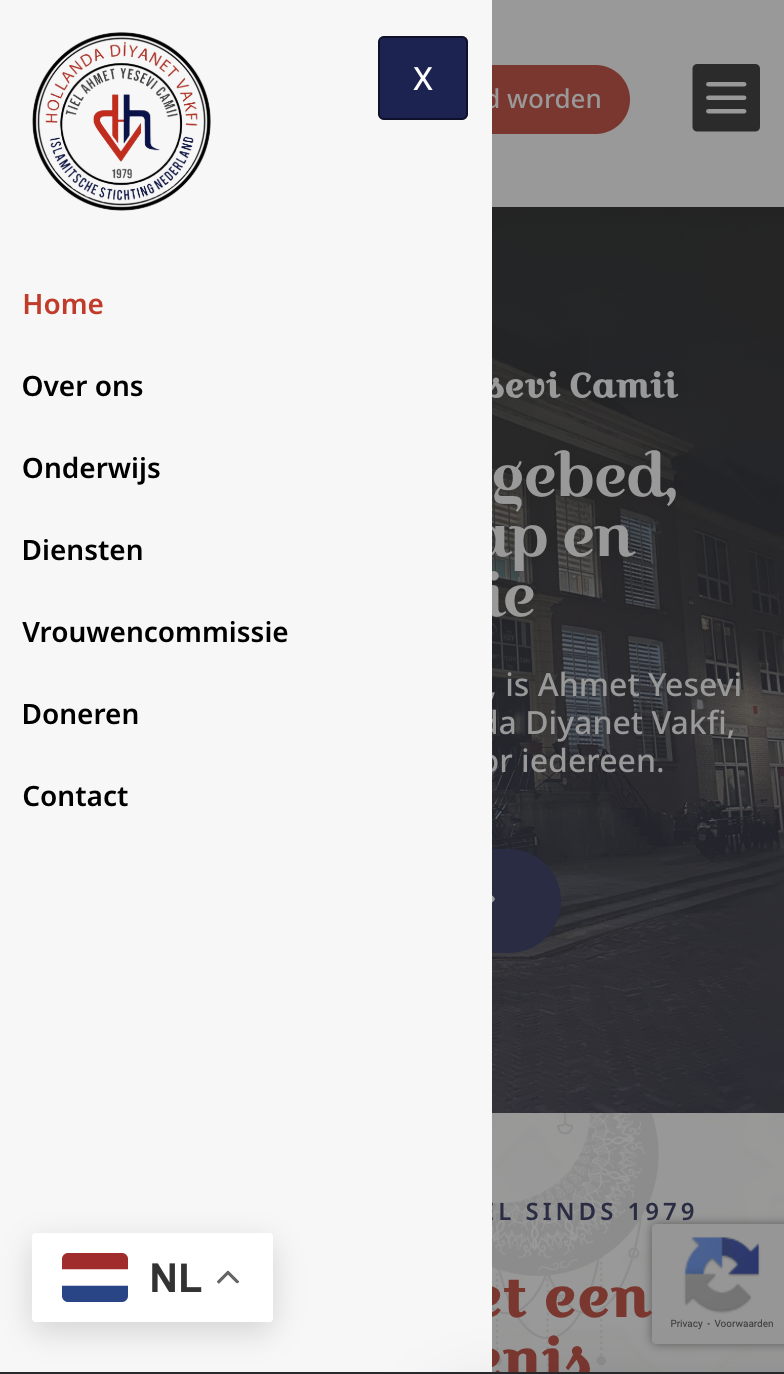 HOLLANDA DİYANET VAKFI
TIEL AHMET YESEVI CAMII
1979
ISLAMITSCHE STICHTING NEDERLAND
X
d worden
Home
Over ons
Onderwijs
Diensten
Vrouwencommissie
Doneren
Contact
sevi Camii
gebed,
ap en
ie
, is Ahmet Yesevi
da Diyanet Vakfi,
or iedereen.
EL SINDS 1979
et een
enis
NL
Privacy - Voorwaarden